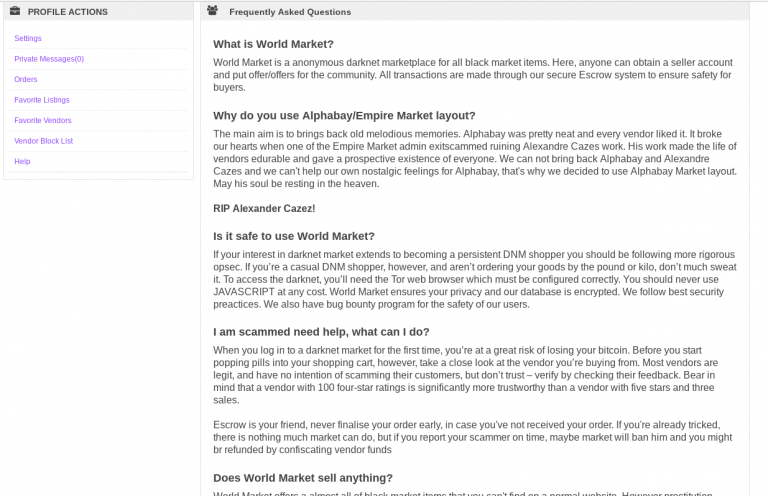 PROFILE ACTIONS
Settings
Private Messages(0)
Orders
Favorite Listings
Favorite Vendors
Vendor Block List
Help
Frequently Asked Questions
What is World Market?
World Market is a anonymous darknet marketplace for all black market items. Here, anyone can obtain a seller account
and put offer/offers for the community. All transactions are made through our secure Escrow system to ensure safety for
buyers.
Why do you use Alphabay/Empire Market layout?
The main aim is to brings back old melodious memories. Alphabay was pretty neat and every vendor liked it. It broke
our hearts when one of the Empire Market admin exitscammed ruining Alexandre Cazes work. His work made the life of
vendors edurable and gave a prospective existence of everyone. We can not bring back Alphabay and Alexandre
Cazes and we can't help our own nostalgic feelings for Alphabay, that's why we decided to use Alphabay Market layout.
May his soul be resting in the heaven.
RIP Alexander Cazez!
Is it safe to use World Market?
If your interest in darknet market extends to becoming a persistent DNM shopper you should be following more rigorous
opsec. If you're a casual DNM shopper, however, and aren't ordering your goods by the pound or kilo, don't much sweat
it. To access the darknet, you'll need the Tor web browser which must be configured correctly. You should never use
JAVASCRIPT at any cost. World Market ensures your privacy and our database is encrypted. We follow best security
preactices. We also have bug bounty program for the safety of our users.
I am scammed need help, what can I do?
When you log in to a darknet market for the first time, you're at a great risk of losing your bitcoin. Before you start
popping pills into your shopping cart, however, take a close look at the vendor you're buying from. Most vendors are
legit, and have no intention of scamming their customers, but don't trust – verify by checking their feedback. Bear in
mind that a vendor with 100 four-star ratings is significantly more trustworthy than a vendor with five stars and three
sales.
Escrow is your friend, never finalise your order early, in case you've not received your order. If you're already tricked,
there is nothing much market can do, but if you report your scammer on time, maybe market will ban him and you might
br refunded by confiscating vendor funds
Does World Market sell anything?
World Market offers a almost all of black market items that you can't find on a normal website. However prostitution,